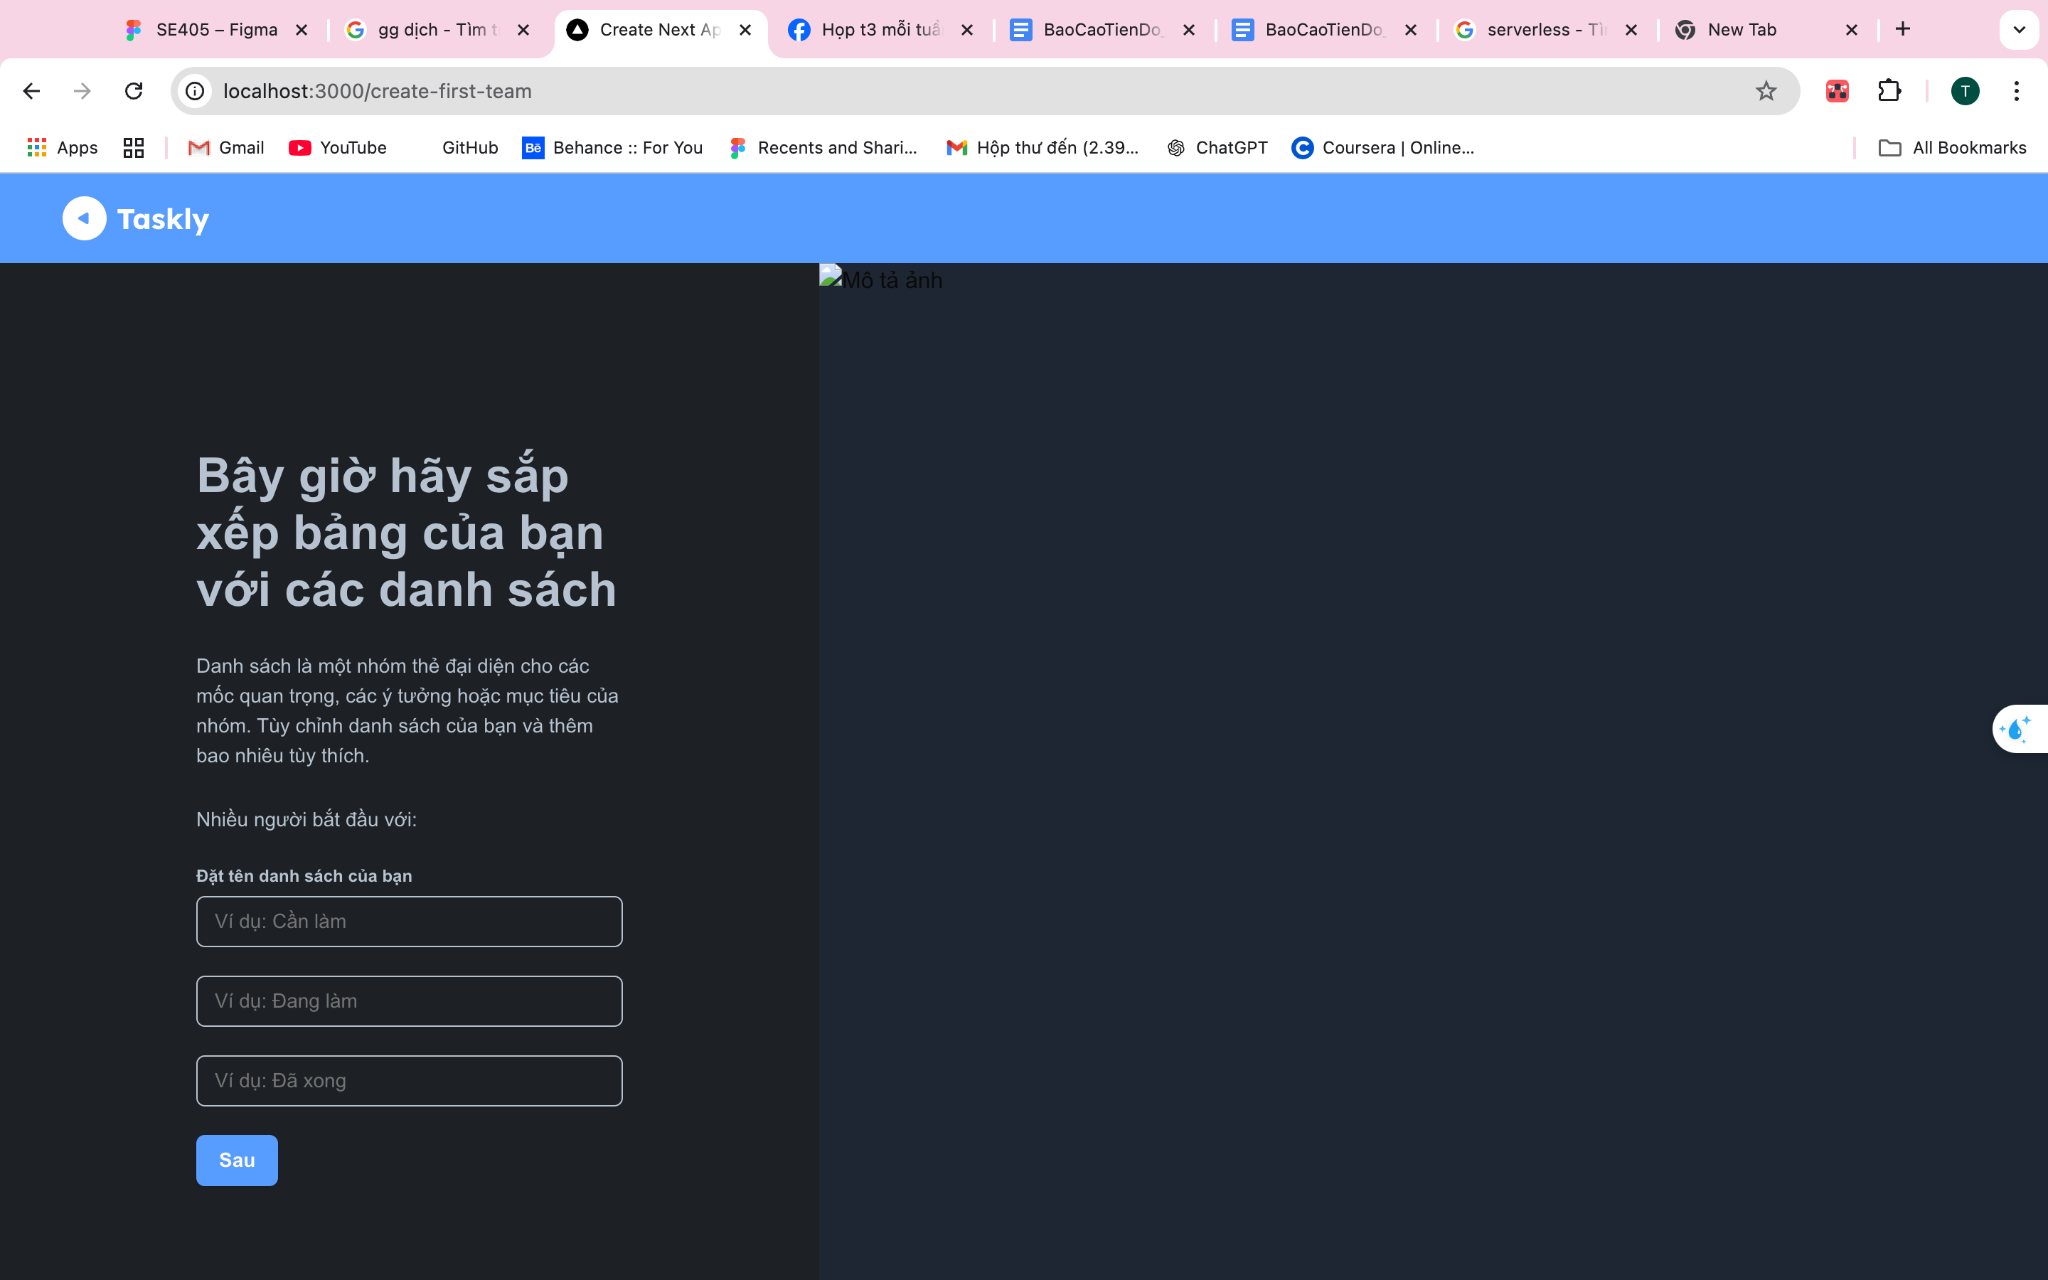 SE405 – Figma
gg dịch - Tìm t
Create Next Ap
Họp t3 mỗi tuầ
BaoCaoTienDo_
BaoCaoTienDo_
serverless - Tì
New Tab
localhost:3000/create-first-team
T
Apps
Gmail
YouTube
GitHub
Bē
Behance :: For You
Recents and Shari...
Hộp thư đến (2.39...
ChatGPT
Coursera | Online...
All Bookmarks
Taskly
Mô tả ảnh
Bây giờ hãy sắp
xếp bảng của bạn
với các danh sách
Danh sách là một nhóm thẻ đại diện cho các
mốc quan trọng, các ý tưởng hoặc mục tiêu của
nhóm. Tùy chỉnh danh sách của bạn và thêm
bao nhiêu tùy thích.
Nhiều người bắt đầu với:
Đặt tên danh sách của bạn
Ví dụ: Cần làm
Ví dụ: Đang làm
Ví dụ: Đã xong
Sau